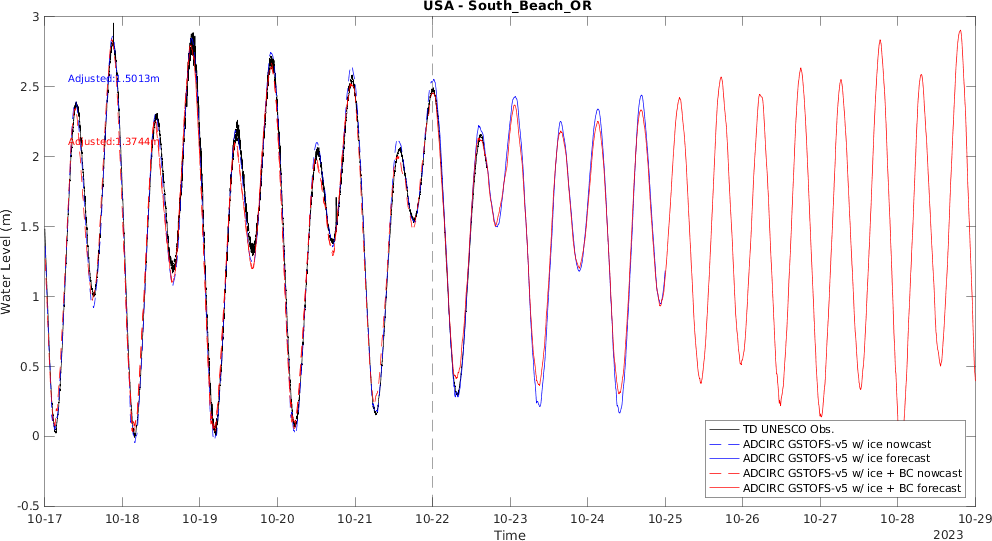 USA - South_Beach_OR
3
2.5
2
1.5
1
0.5
0
-0.5
Water Level (m)
Adjusted:1.5013m
Adjusted:1.3744m
TD UNESCO Obs.
ADCIRC GSTOFS-v5 w/ ice nowcast
ADCIRC GSTOFS-v5 w/ ice forecast
ADCIRC GSTOFS-v5 w/ ice + BC nowcast
ADCIRC GSTOFS-v5 w/ ice + BC forecast
10-17 10-18 10-19 10-20 10-21 10-22 10-23 10-24 10-25 10-26 10-27 10-28 10-29
Time
2023